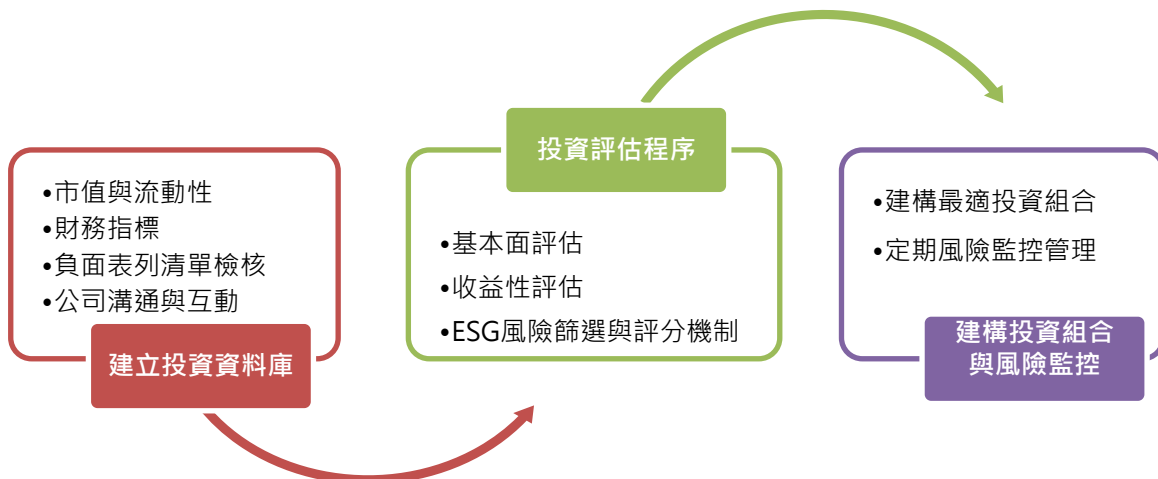 •市值與流動性
•財務指標
•負面表列清單檢核
•公司溝通與互動
建立投資資料庫
投資評估程序
•基本面評估
•收益性評估
•ESG風險篩選與評分機制
•建構最適投資組合
•定期風險監控管理
建構投資組合
與風險監控